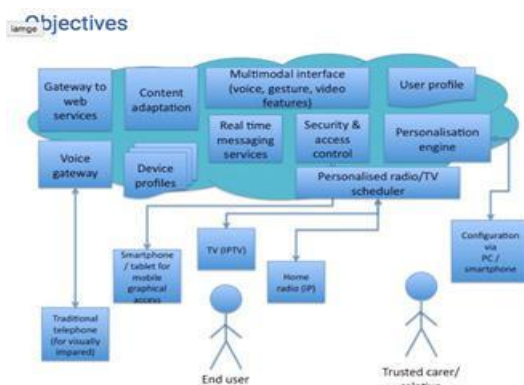 Objectives
iamge
Gateway to
web
services
Content
adaptation
Multimodal interface
(voice, gesture, video
features)
User profile
Real time
messaging
services
Security &
access
control
Personalisation
engine
Voice
gateway
Device
profiles
Personalised radio/TV
scheduler
Smartphone
/ tablet for
mobile
graphical
access
TV (IPTV)
Home
radio (IP)
Configuration
via
PC /
smartphone
Traditional
telephone
(for visually
impared)
End user
Trusted carer/
relative